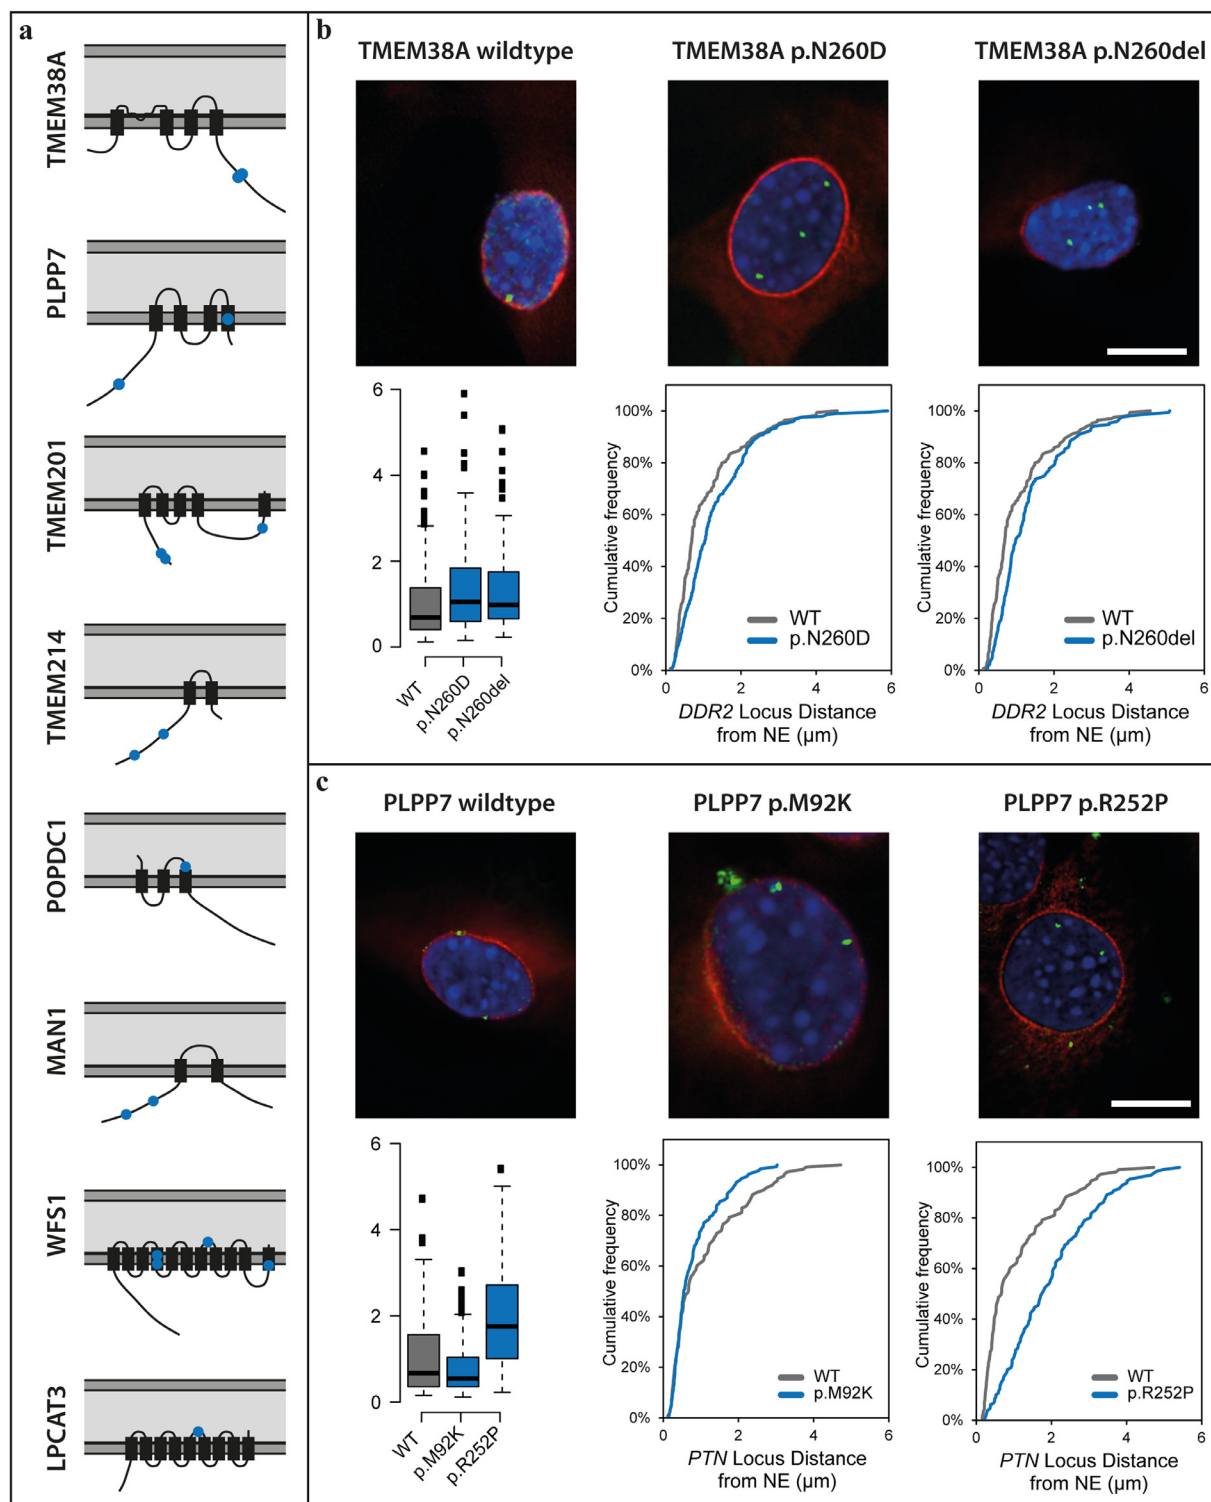 a
TMEM38A
PLPP7
TMEM201
TMEM214
POPDC1
MAN1
WFS1
LPCAT3
b
TMEM38A wildtype
TMEM38A p.N260D
TMEM38A p.N260del
6
4
2
0
WT
p.N260D
p.N260del
Cumulative frequency
100%
80%
60%
40%
20%
0%
WT
p.N260D
0
2
4
6
DDR2 Locus Distance
from NE (µm)
Cumulative frequency
100%
80%
60%
40%
20%
0%
WT
p.N260del
0
2
4
6
DDR2 Locus Distance
from NE (µm)
c
PLPP7 wildtype
PLPP7 p.M92K
PLPP7 p.R252P
6
4
2
0
WT
p.M92K
p.R252P
Cumulative frequency
100%
80%
60%
40%
20%
0%
WT
p.M92K
0
2
4
6
PTN Locus Distance
from NE (µm)
Cumulative frequency
100%
80%
60%
40%
20%
0%
WT
p.R252P
0
2
4
6
PTN Locus Distance
from NE (µm)